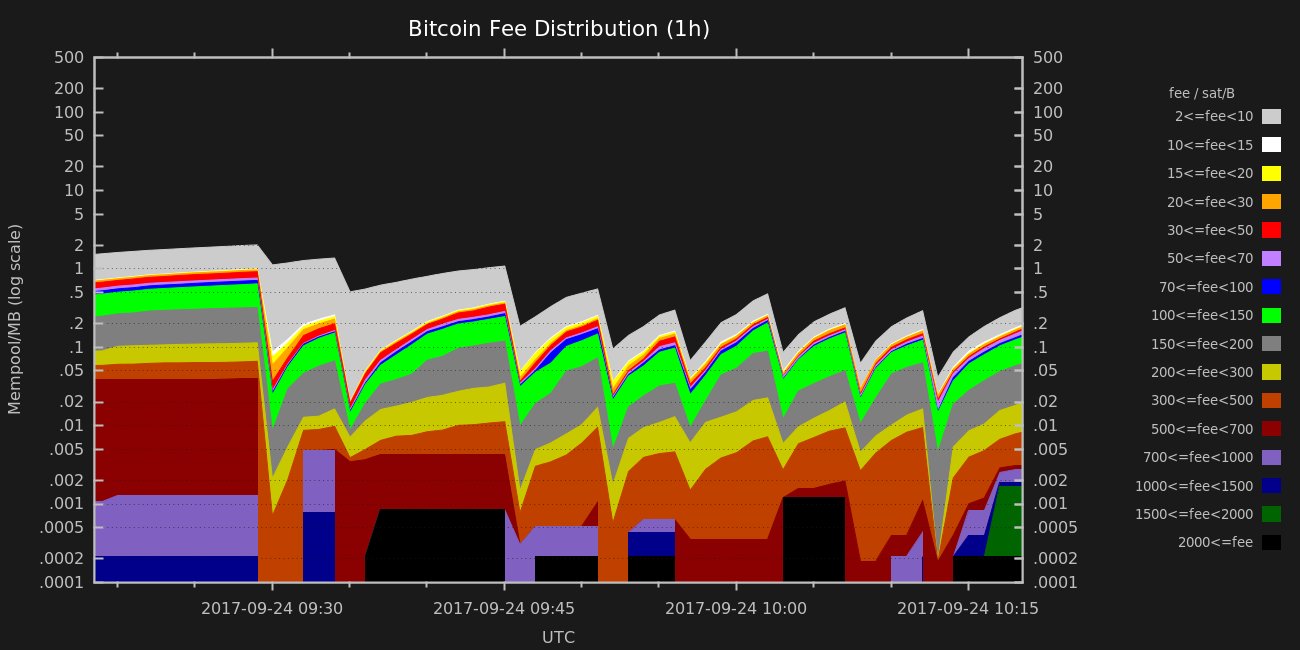 Bitcoin Fee Distribution (1h)
Mempool/MB (log scale)
500
200
100
50
20
10
5
2
1
.5
.2
.1
.05
.02
.01
.005
.002
.001
.0005
.0002
.0001
500
200
100
50
20
10
5
2
1
.5
.2
.1
.05
.02
.01
.005
.002
.001
.0005
.0002
.0001
2017-09-24 09:30
2017-09-24 09:45
2017-09-24 10:00
2017-09-24 10:15
UTC
fee / sat/B
2<=fee<10
10<=fee<15
15<=fee<20
20<=fee<30
30<=fee<50
50<=fee<70
70<=fee<100
100<=fee<150
150<=fee<200
200<=fee<300
300<=fee<500
500<=fee<700
700<=fee<1000
1000<=fee<1500
1500<=fee<2000
2000<=fee